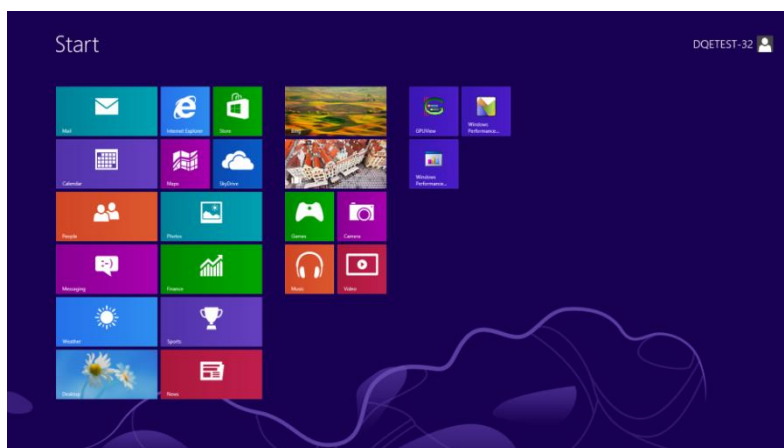 Start
DQETEST-32
Mail
Internet Explorer
Store
Bing
GPUView
Windows
Performance...
Calendar
Maps
SkyDrive
Windows
Performance...
People
Photos
Games
Camera
Messaging
Finance
Music
Video
Weather
Sports
Desktop
News